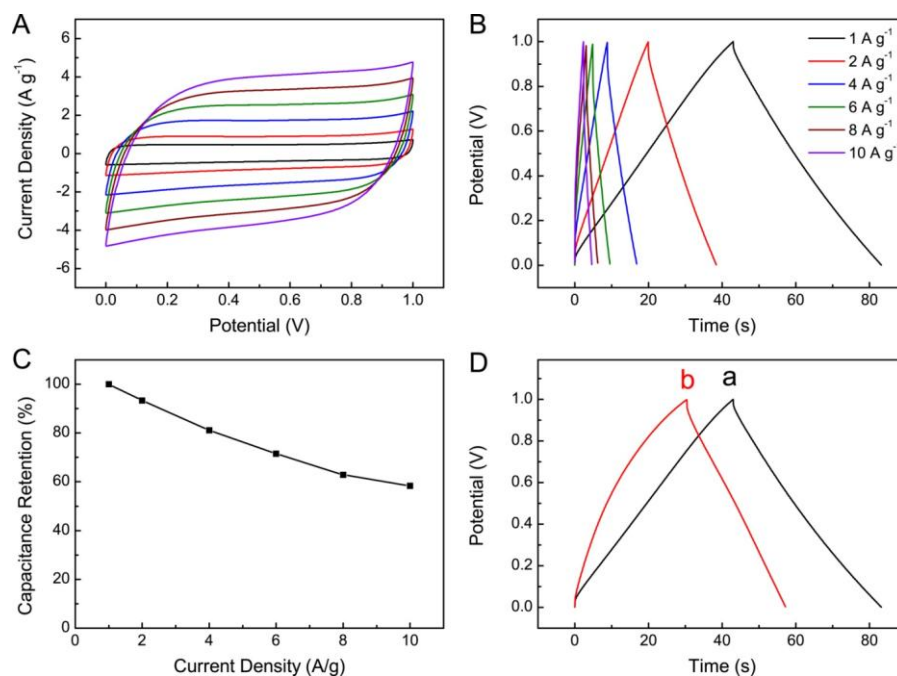 A
Current Density (A g⁻¹)
6
4
2
0
-2
-4
-6
0.0 0.2 0.4 0.6 0.8 1.0
Potential (V)
B
Potential (V)
1.0
0.8
0.6
0.4
0.2
0.0
0 20 40 60 80
Time (s)
1 A g⁻¹
2 A g⁻¹
4 A g⁻¹
6 A g⁻¹
8 A g⁻¹
10 A g⁻¹
C
Capacitance Retention (%)
100
80
60
40
20
0
0 2 4 6 8 10
Current Density (A/g)
D
Potential (V)
1.0
0.8
0.6
0.4
0.2
0.0
b a
0 20 40 60 80
Time (s)